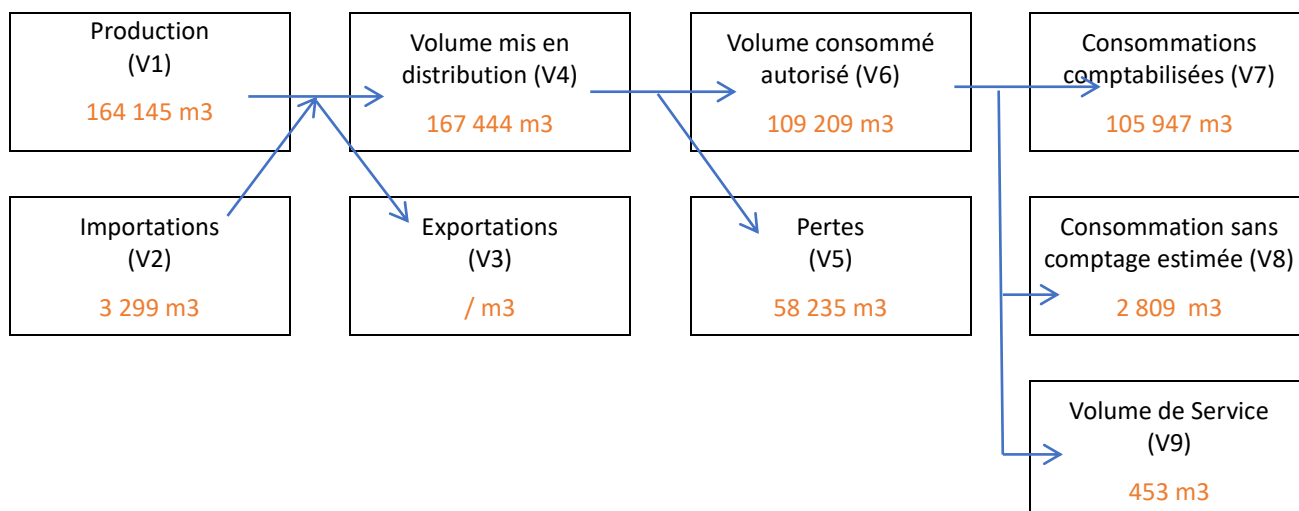 Production
(V1)
164 145 m3
Volume mis en
distribution (V4)
167 444 m3
Volume consommé
autorisé (V6)
109 209 m3
Consommations
comptabilisées (V7)
105 947 m3
Importations
(V2)
3 299 m3
Exportations
(V3)
/ m3
Pertes
(V5)
58 235 m3
Consommation sans
comptage estimée (V8)
2 809 m3
Volume de Service
(V9)
453 m3